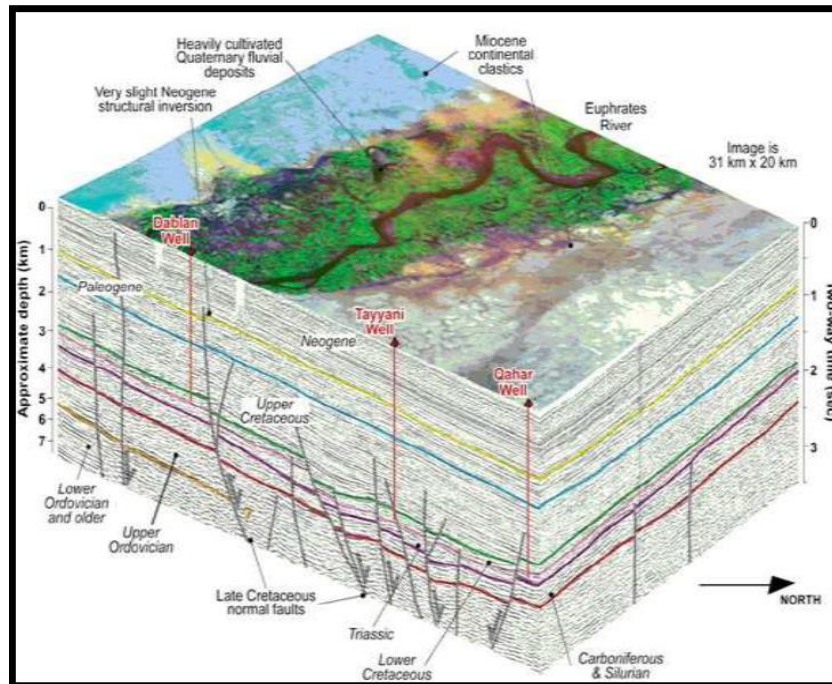 Heavily cultivated
Quaternary fluvial
deposits
Miocene
continental
clastics
Very slight Neogene
structural inversion
Euphrates
River
Image is
31 km x 20 km
Dablan
Well
Tayyani
Well
Qahar
Well
Approximate depth (km)
0
1
2
3
4
5
6
7
Paleogene
Neogene
Upper
Cretaceous
0
1
2
3
time (sec)
Lower
Ordovician
and older
Upper
Ordovician
Late Cretaceous
normal faults
Triassic
Lower
Cretaceous
Carboniferous
& Silurian
NORTH